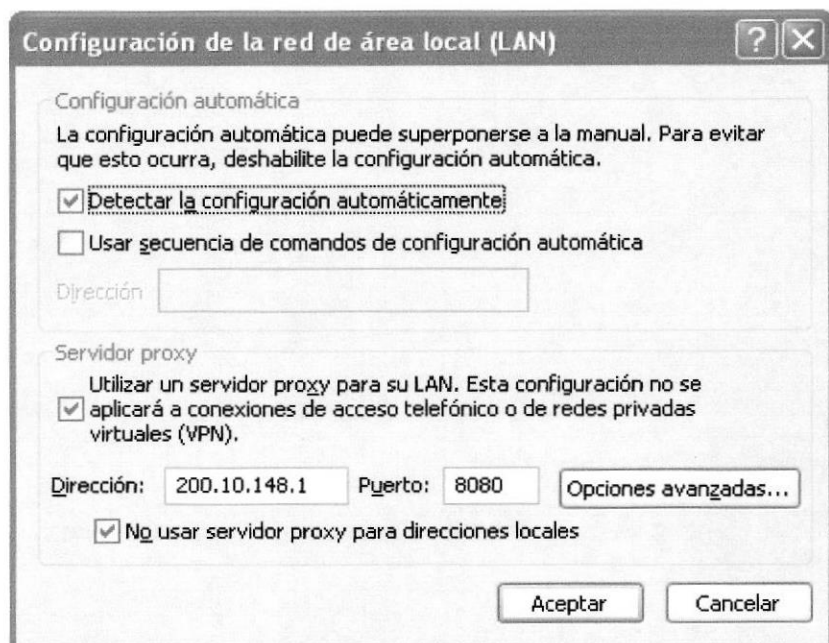 Configuración de la red de área local (LAN)
Configuración automática
La configuración automática puede superponerse a la manual. Para evitar
que esto ocurra, deshabilite la configuración automática.
Detectar la configuración automáticamente
Usar secuencia de comandos de configuración automática
Dirección
Servidor proxy
Utilizar un servidor proxy para su LAN. Esta configuración no se
aplicará a conexiones de acceso telefónico o de redes privadas
virtuales (VPN).
Dirección: 200.10.148.1 Puerto: 8080 Opciones avanzadas...
No usar servidor proxy para direcciones locales
Aceptar Cancelar